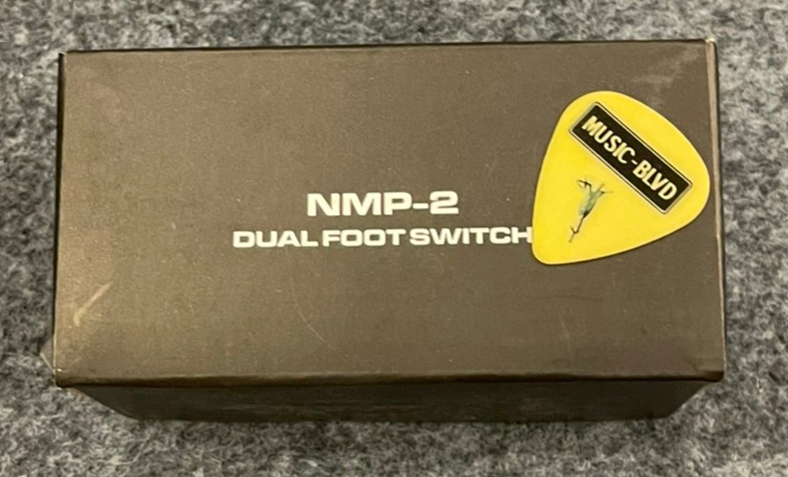 NMP-2
DUAL FOOT SWITCH
MUSIC-BLVD